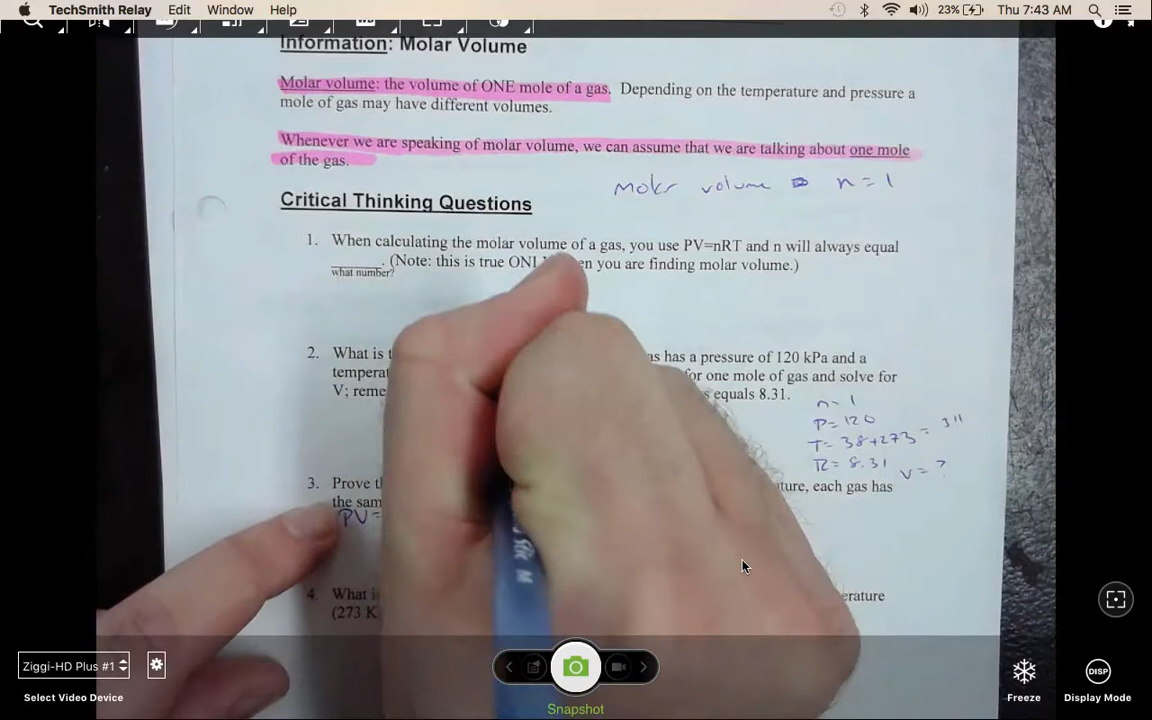 TechSmith Relay Edit Window Help 23% Thu 7:43 AM
Information: Molar Volume
Molar volume: the volume of ONE mole of a gas. Depending on the temperature and pressure a
mole of gas may have different volumes.
Whenever we are speaking of molar volume, we can assume that we are talking about one mole
of the gas.
Molar volume n = 1
Critical Thinking Questions
1. When calculating the molar volume of a gas, you use PV=nRT and n will always equal
______. (Note: this is true ONL en you are finding molar volume.)
what number?
2. What is t as has a pressure of 120 kPa and a
temperat for one mole of gas and solve for
V; reme s equals 8.31.
n= 1
P=120
T= 38+273 = 311
R= 8.31
V= ?
3. Prove t ture, each gas has
the sam
PV=
4. What i erature
(273 K
Stic M
Ziggi-HD Plus #1
Select Video Device
Snapshot
Freeze
DISP
Display Mode